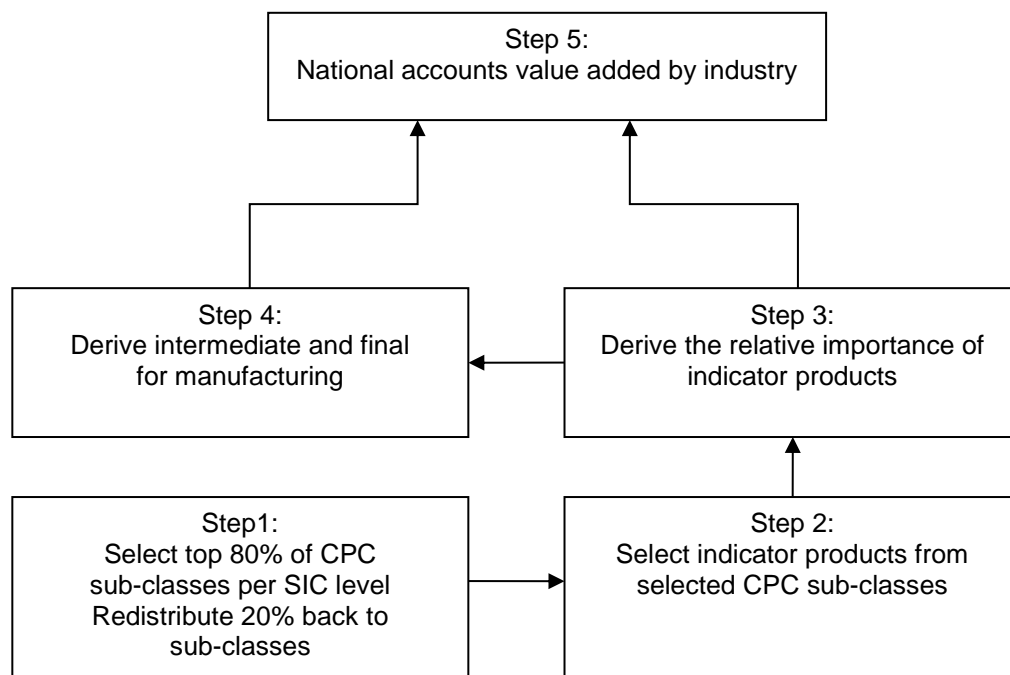 Step 5:
National accounts value added by industry
Step 4:
Derive intermediate and final
for manufacturing
Step 3:
Derive the relative importance of
indicator products
Step1:
Select top 80% of CPC
sub-classes per SIC level
Redistribute 20% back to
sub-classes
Step 2:
Select indicator products from
selected CPC sub-classes